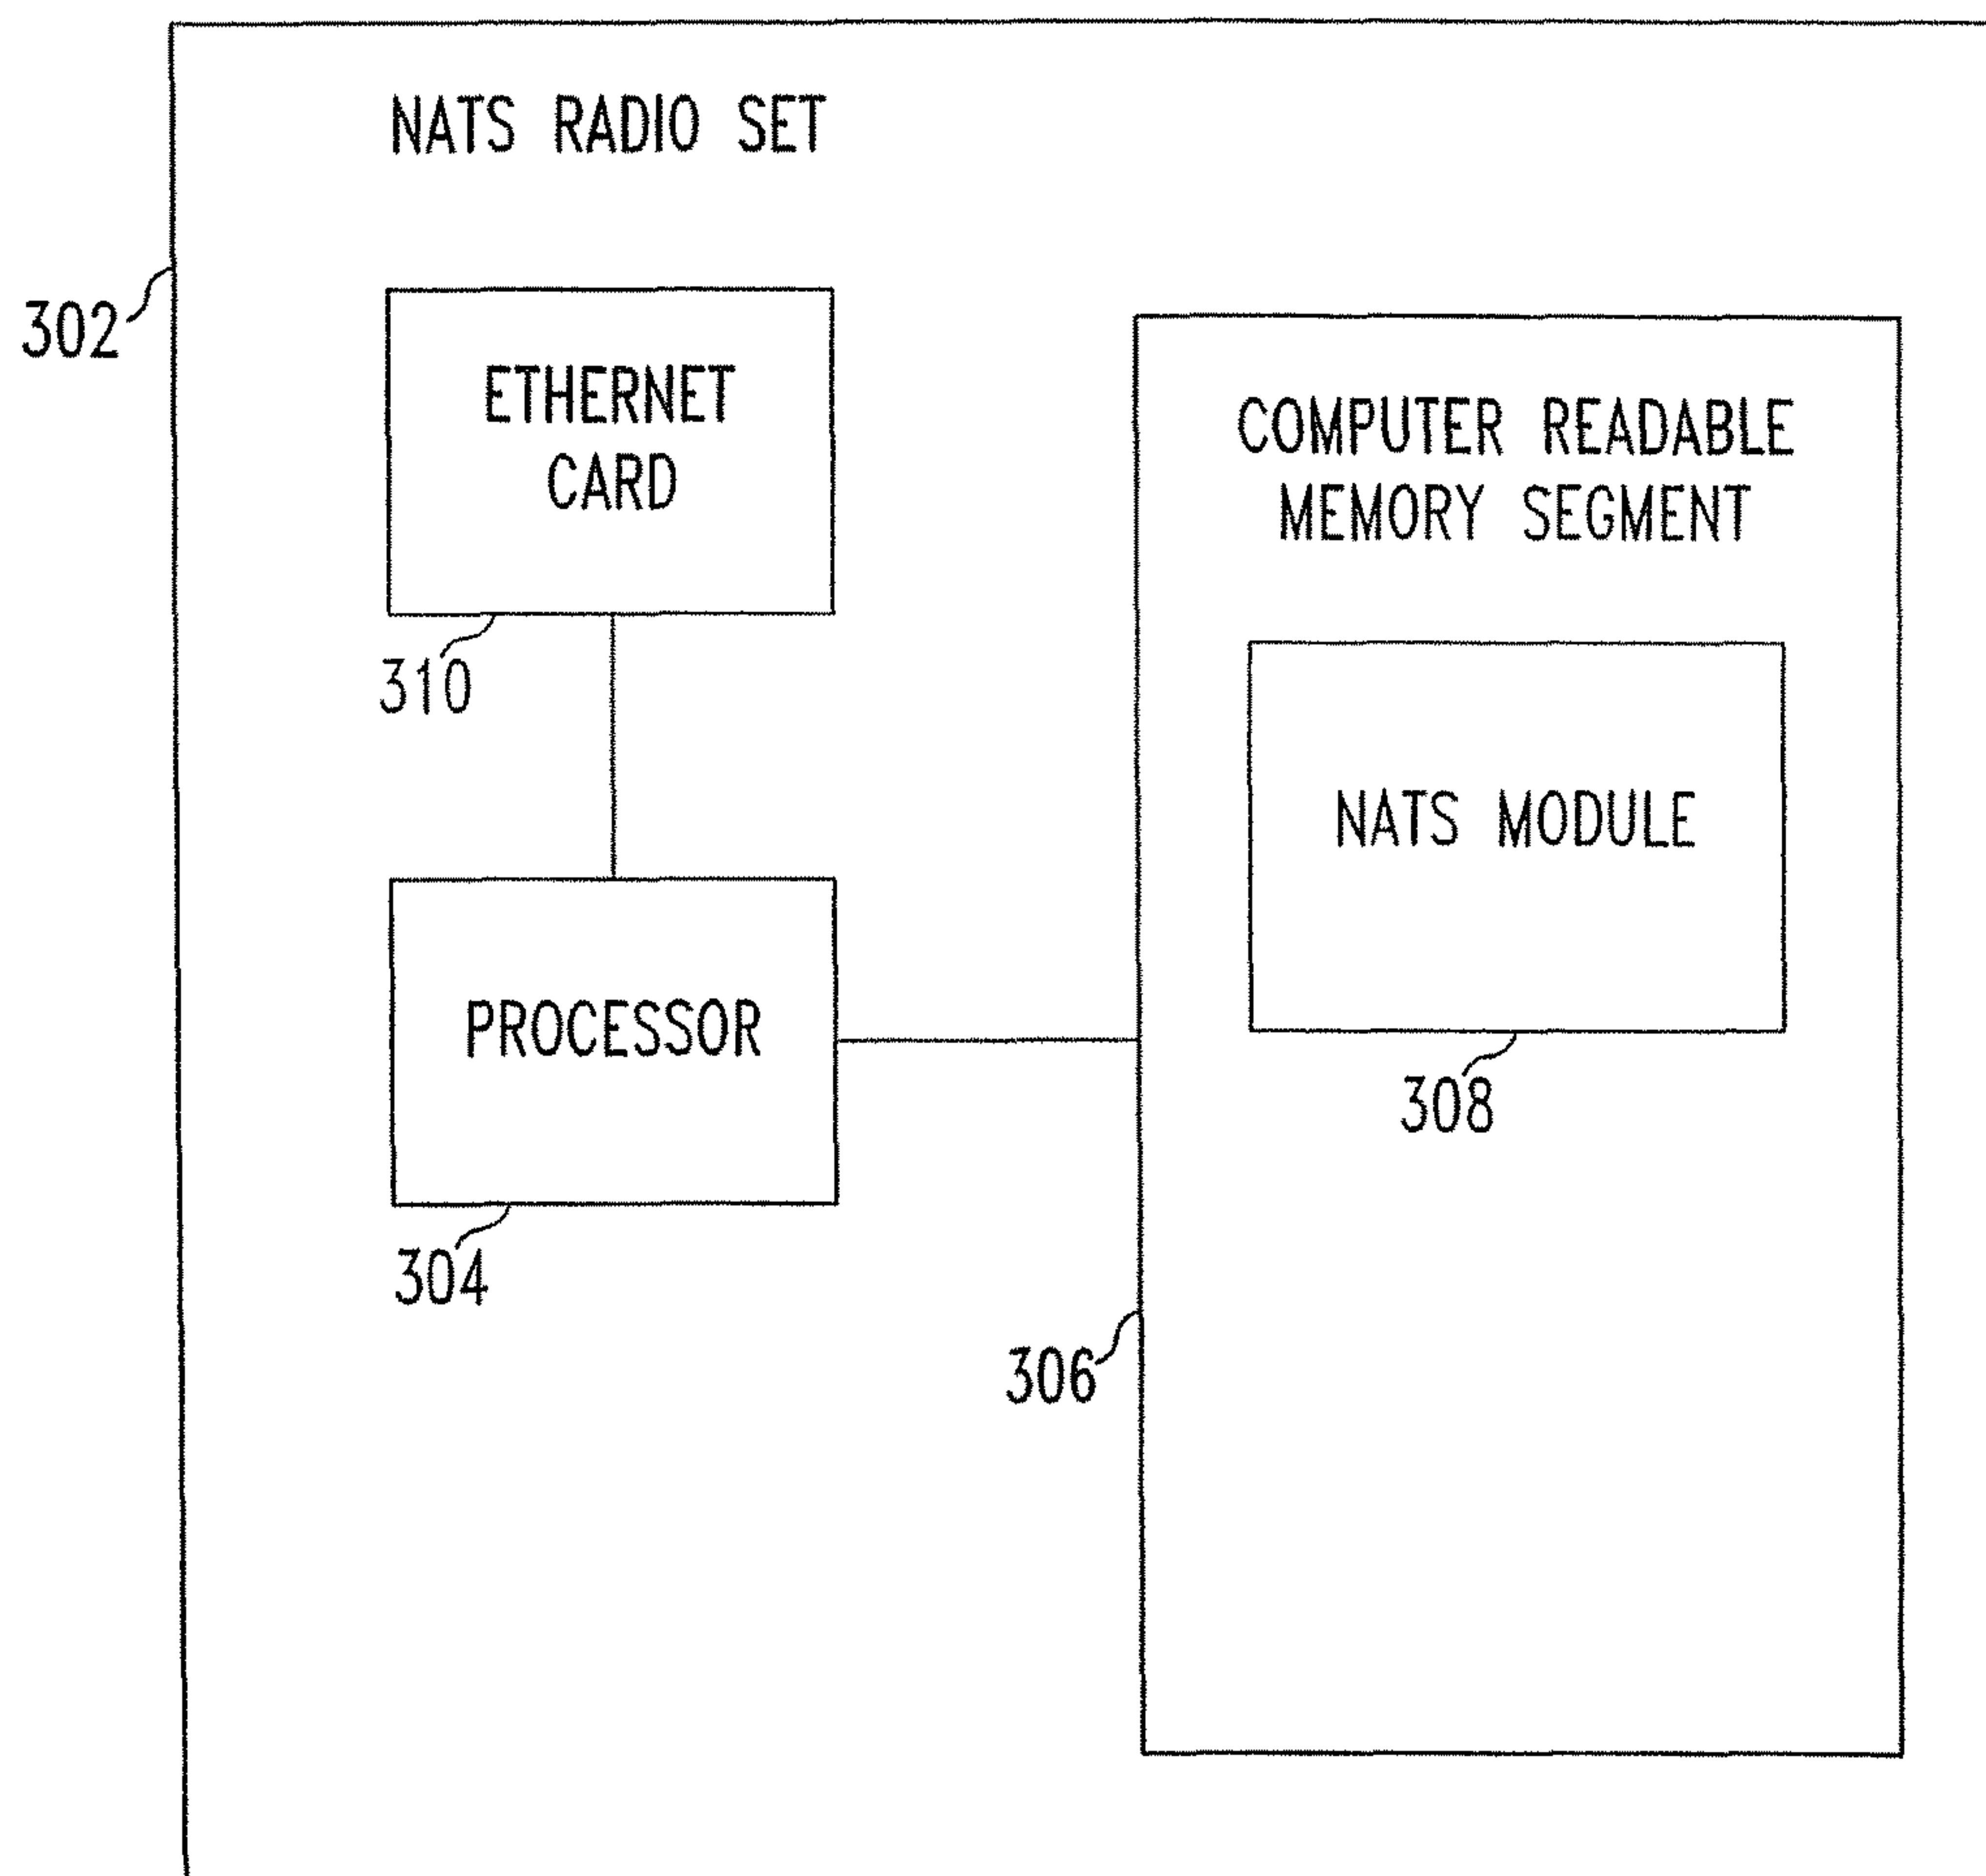 NATS RADIO SET
302
ETHERNET
CARD
310
COMPUTER READABLE
MEMORY SEGMENT
NATS MODULE
308
PROCESSOR
304
306